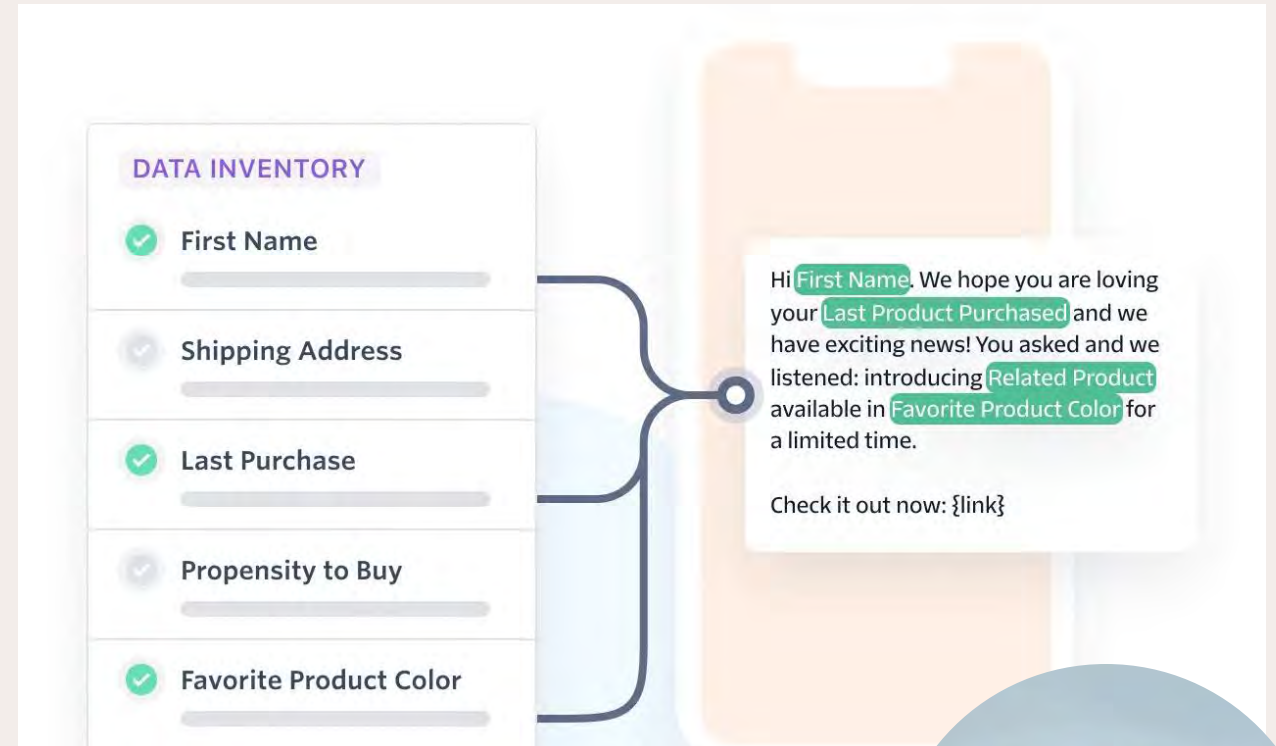 DATA INVENTORY
First Name
Shipping Address
Last Purchase
Propensity to Buy
Favorite Product Color
Hi First Name. We hope you are loving
your Last Product Purchased and we
have exciting news! You asked and we
listened: introducing Related Product
available in Favorite Product Color for
a limited time.
Check it out now: {link}